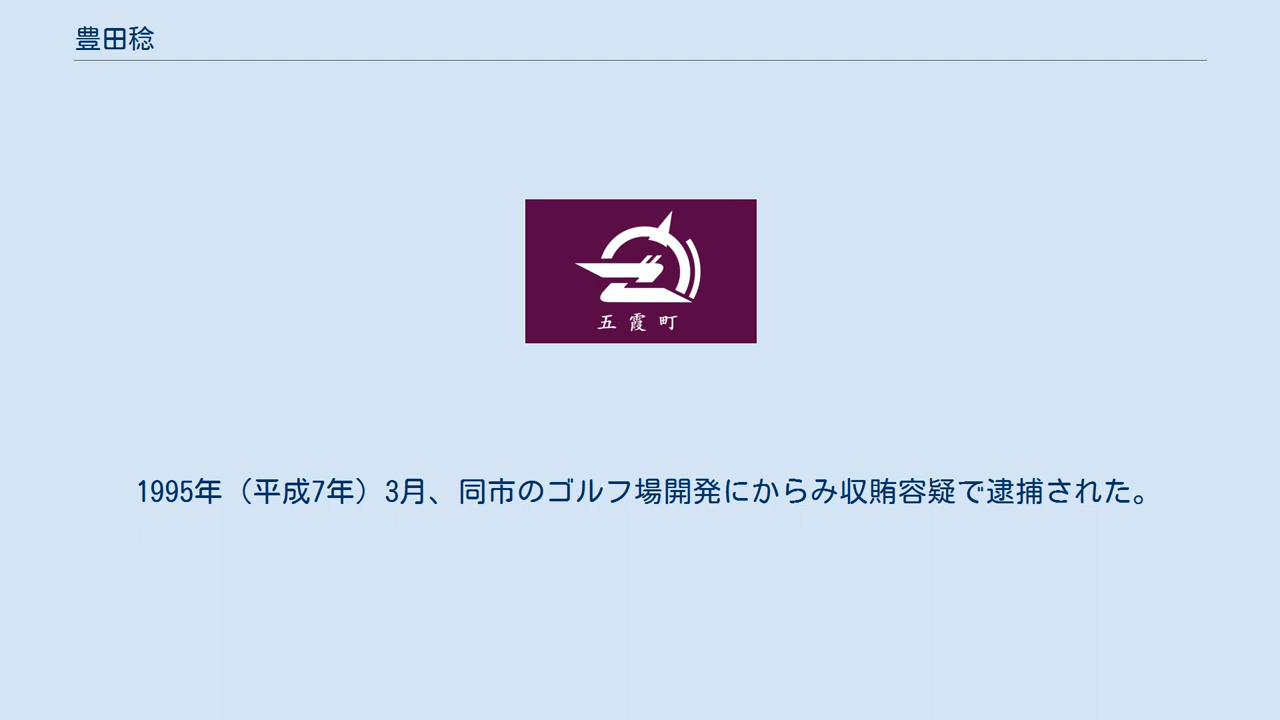 豊田稔
五霞町
1995年（平成7年）3月、同市のゴルフ場開発にからみ収賄容疑で逮捕された。